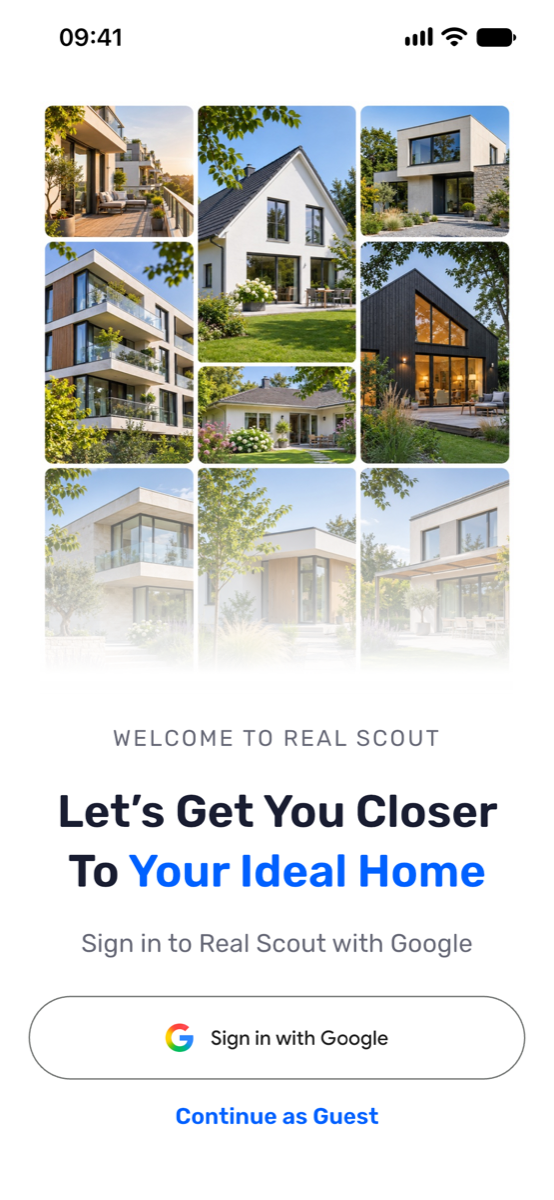 09:41
WELCOME TO REAL SCOUT
Let’s Get You Closer
To Your Ideal Home
Sign in to Real Scout with Google
Sign in with Google
Continue as Guest